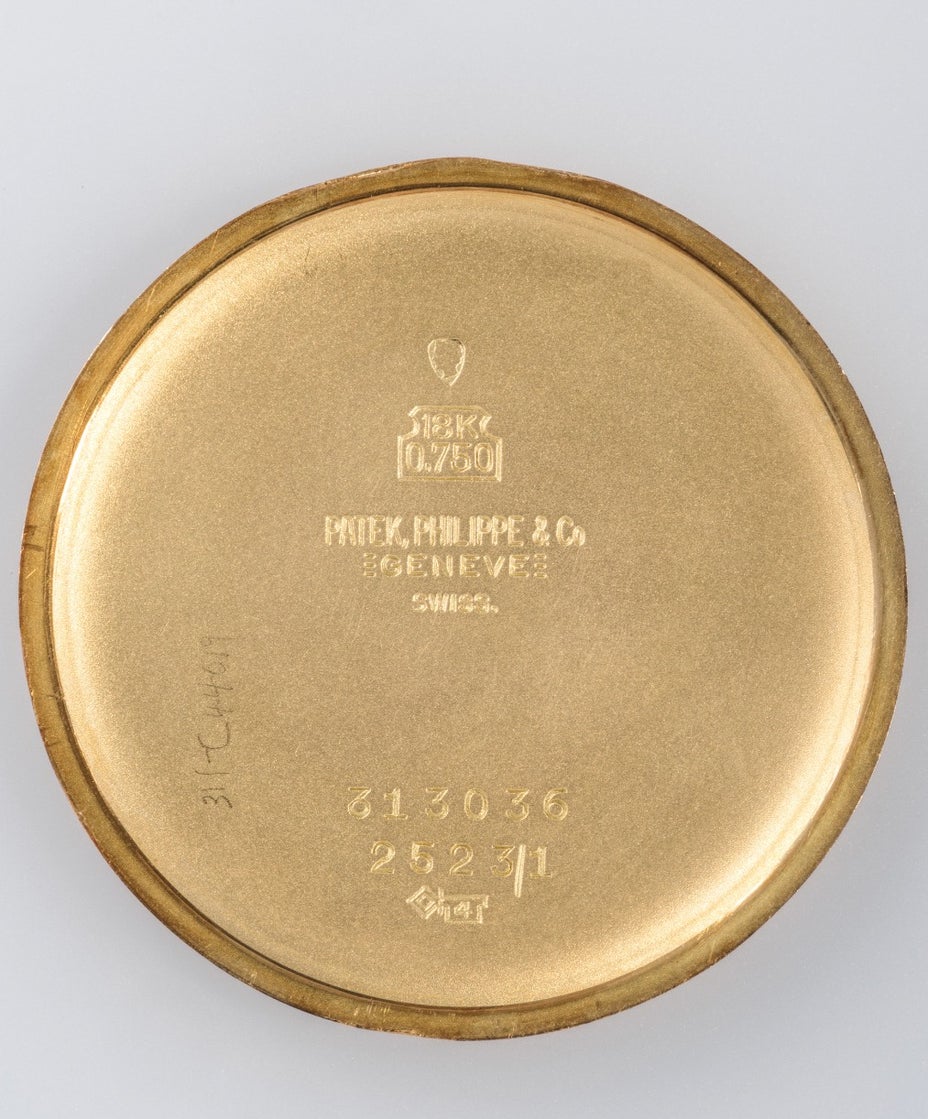 18K
0.750
PATEK, PHILIPPE & Co
GENEVE
SWISS.
313036
2523/1